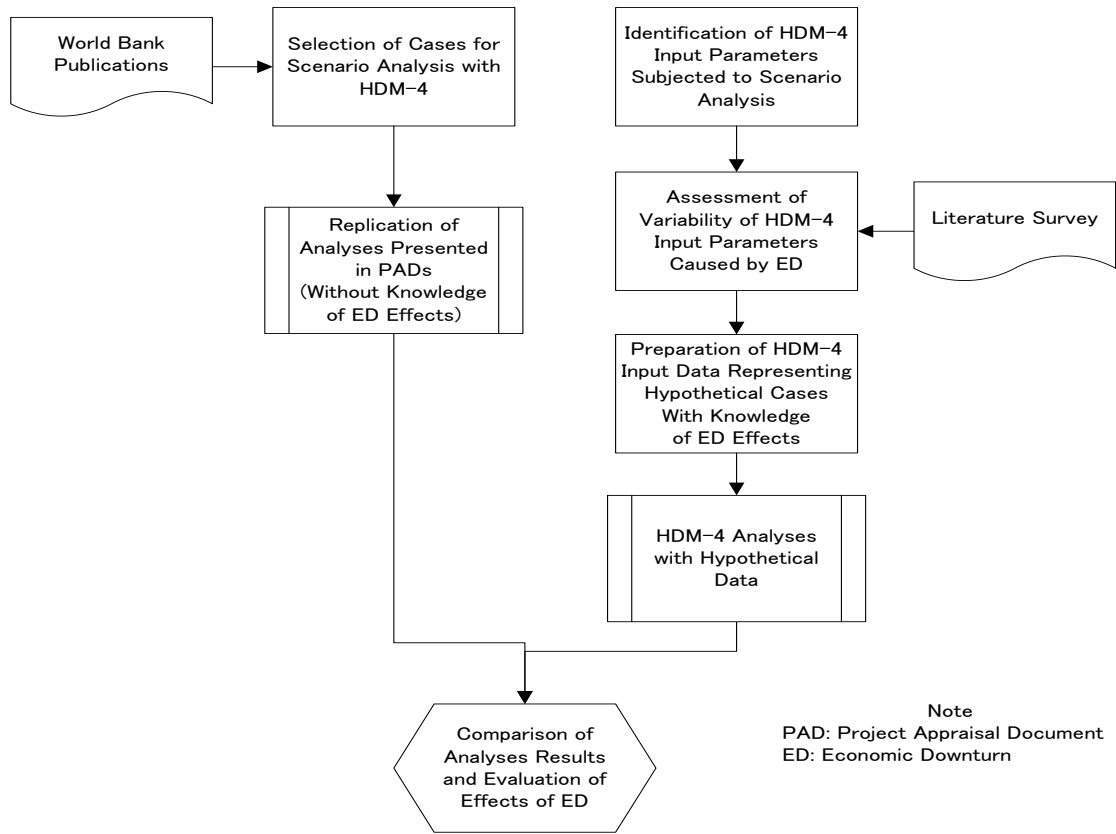 World Bank
Publications
Selection of Cases for
Scenario Analysis with
HDM-4
Replication of
Analyses Presented
in PADs
(Without Knowledge
of ED Effects)
Identification of HDM-4
Input Parameters
Subjected to Scenario
Analysis
Assessment of
Variability of HDM-4
Input Parameters
Caused by ED
Literature Survey
Preparation of HDM-4
Input Data Representing
Hypothetical Cases
With Knowledge
of ED Effects
HDM-4 Analyses
with Hypothetical
Data
Comparison of
Analyses Results
and Evaluation of
Effects of ED
Note
PAD: Project Appraisal Document
ED: Economic Downturn